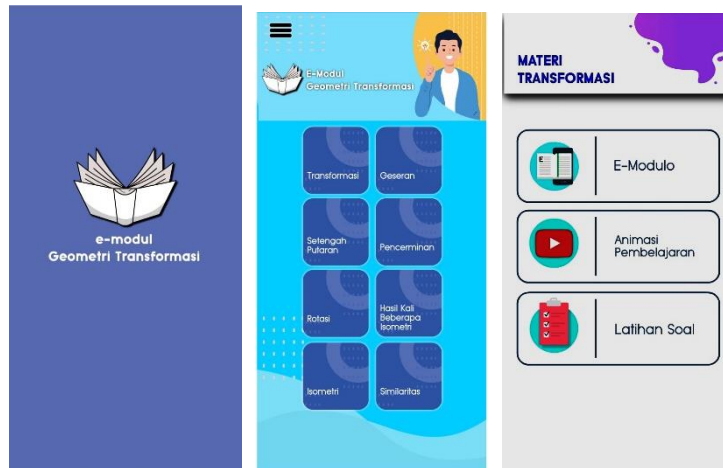 e-modul
Geometri Transformasi
E-Modul
Geometri Transformasi
Transformasi
Geseran
Setengah
Putaran
Pencerminan
Rotasi
Hasil Kali
Beberapa
Isometri
Isometri
Similaritas
MATERI
TRANSFORMASI
E-Modulo
Animasi
Pembelajaran
Latihan Soal